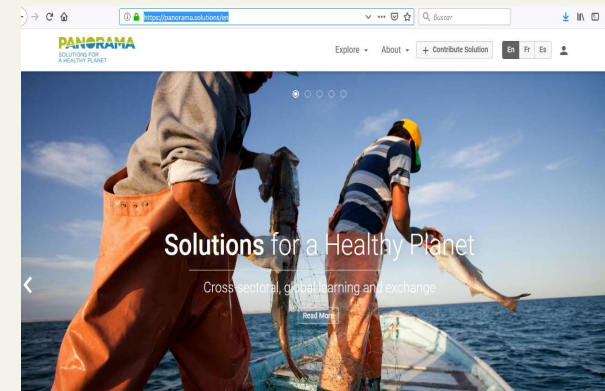 https://panorama.solutions/en
Buscar
PANORAMA
SOLUTIONS FOR
A HEALTHY PLANET
Explore
About
+ Contribute Solution
En
Fr
Es
Solutions for a Healthy Planet
Cross-sectoral, global learning and exchange
Read More